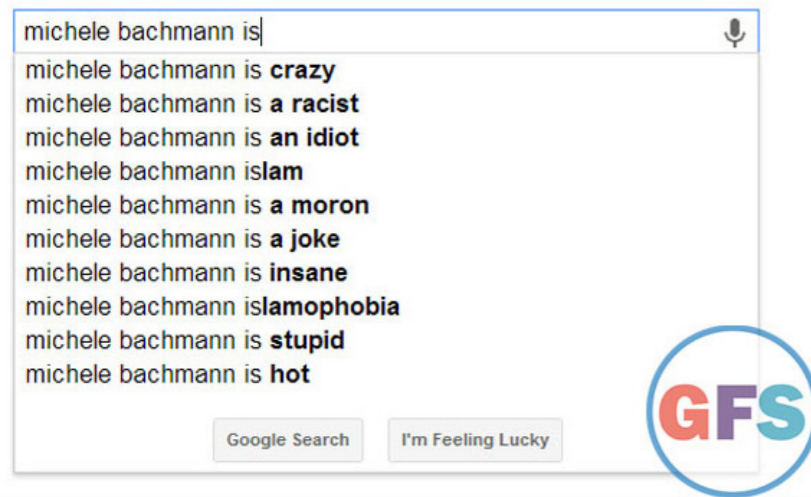 michele bachmann is
michele bachmann is crazy
michele bachmann is a racist
michele bachmann is an idiot
michele bachmann islam
michele bachmann is a moron
michele bachmann is a joke
michele bachmann is insane
michele bachmann islamophobia
michele bachmann is stupid
michele bachmann is hot
Google Search I'm Feeling Lucky
GFS